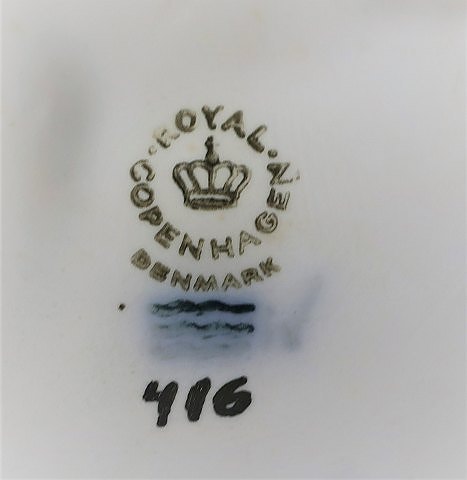 ROYAL
COPENHAGEN
DENMARK
416